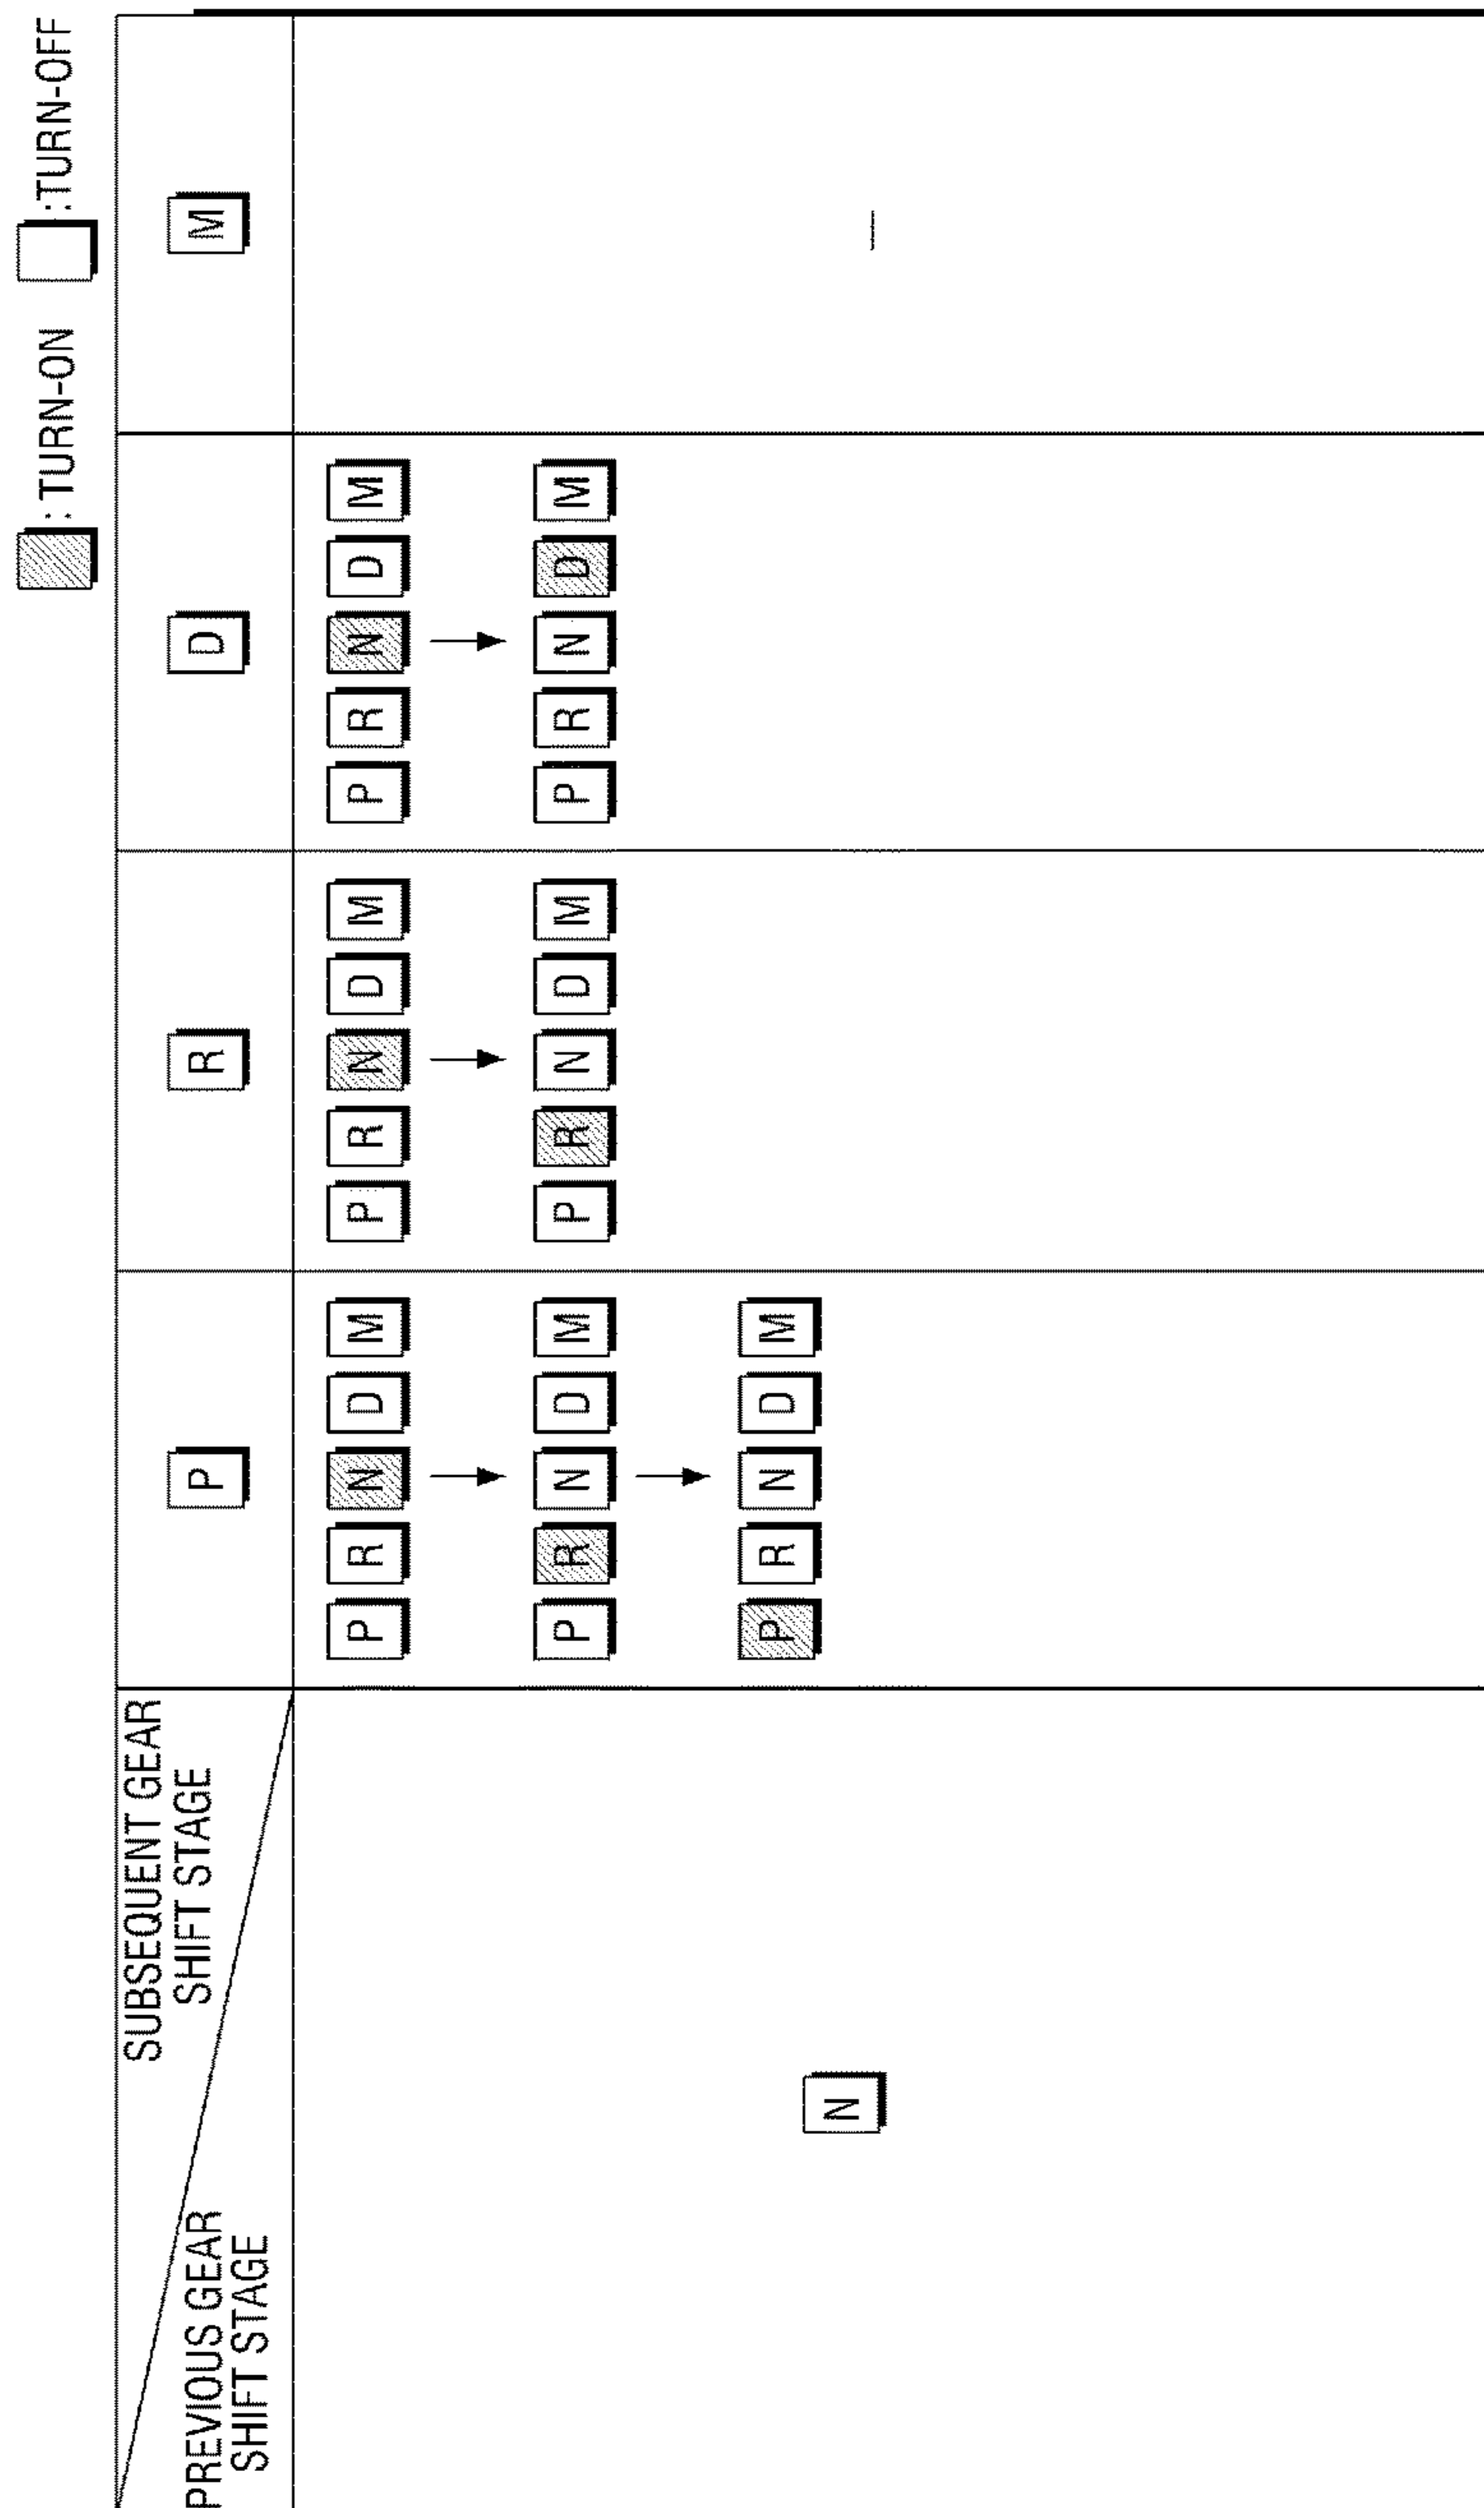 : TURN-ON :TURN-OFF
SUBSEQUENT GEAR
SHIFT STAGE
PREVIOUS GEAR
SHIFT STAGE
P R D M
P R N D M P R N D M P R N D M
P R N D M P R N D M P R N D M
P R N D M
N
—